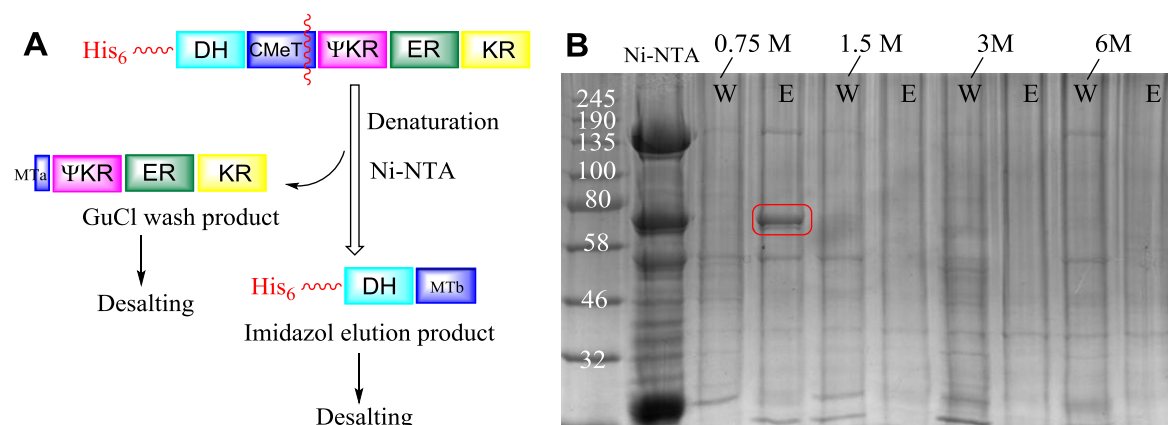 A
His6 DH CMeT ΨKR ER KR
Denaturation
Ni-NTA
MTa ΨKR ER KR
GuCl wash product
Desalting
His6 DH MTb
Imidazol elution product
Desalting
B
Ni-NTA 0.75 M 1.5 M 3M 6M
W E W E W E W E
245
190
135
100
80
58
46
32